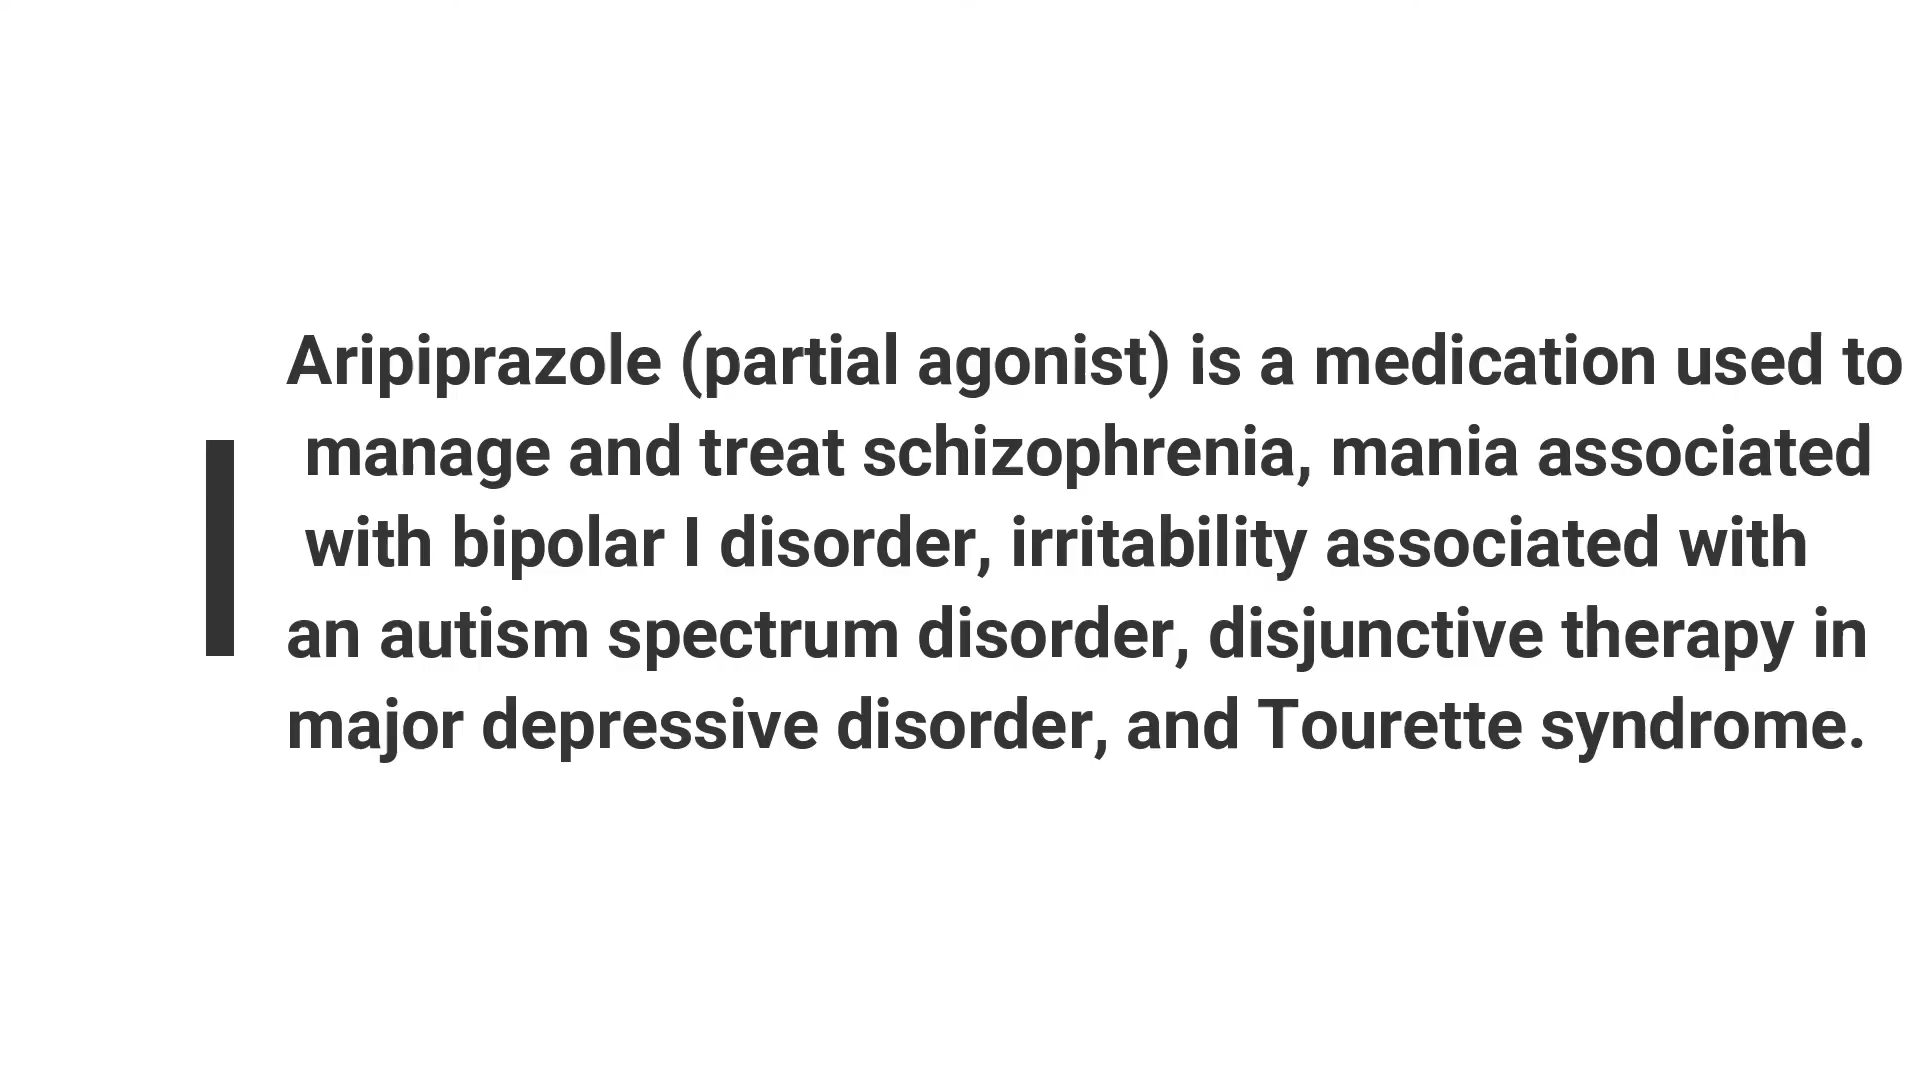 Aripiprazole (partial agonist) is a medication used to
manage and treat schizophrenia, mania associated
with bipolar I disorder, irritability associated with
an autism spectrum disorder, disjunctive therapy in
major depressive disorder, and Tourette syndrome.